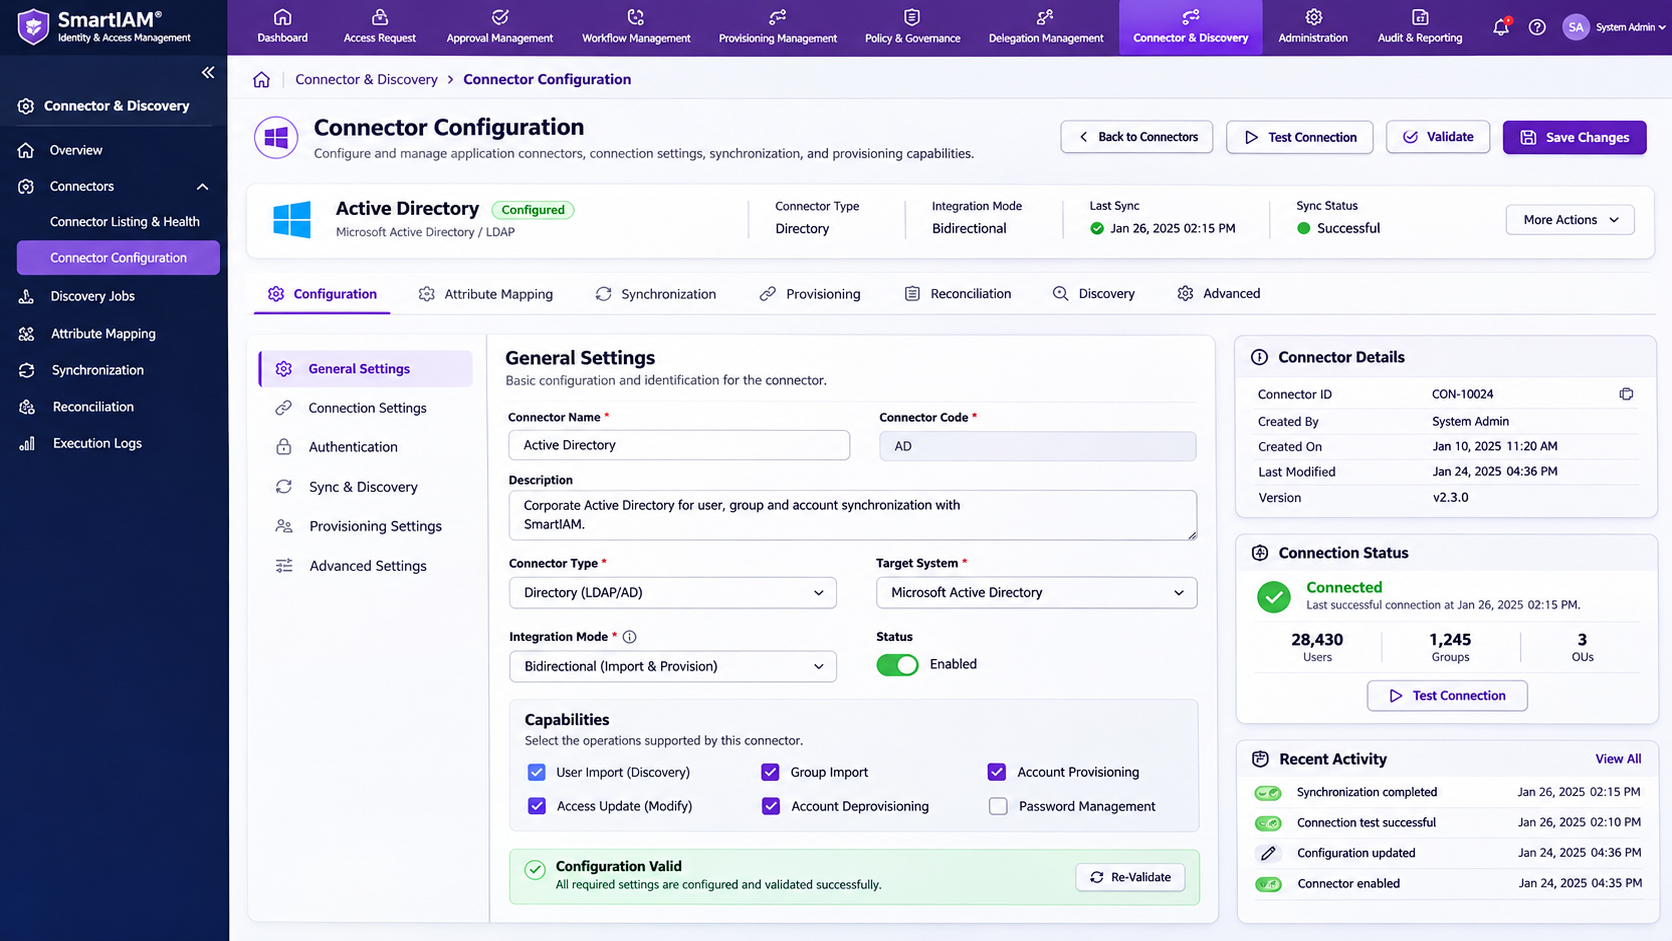 SmartIAM®
Identity & Access Management
Dashboard
Access Request
Approval Management
Workflow Management
Provisioning Management
Policy & Governance
Delegation Management
Connector & Discovery
Administration
Audit & Reporting
SA
System Admin
Connector & Discovery
Overview
Connectors
Connector Listing & Health
Connector Configuration
Discovery Jobs
Attribute Mapping
Synchronization
Reconciliation
Execution Logs
Connector & Discovery > Connector Configuration
Connector Configuration
Configure and manage application connectors, connection settings, synchronization, and provisioning capabilities.
Back to Connectors
Test Connection
Validate
Save Changes
Active Directory
Configured
Microsoft Active Directory / LDAP
Connector Type
Directory
Integration Mode
Bidirectional
Last Sync
Jan 26, 2025 02:15 PM
Sync Status
Successful
More Actions
Configuration
Attribute Mapping
Synchronization
Provisioning
Reconciliation
Discovery
Advanced
General Settings
Connection Settings
Authentication
Sync & Discovery
Provisioning Settings
Advanced Settings
General Settings
Basic configuration and identification for the connector.
Connector Name *
Active Directory
Connector Code *
AD
Description
Corporate Active Directory for user, group and account synchronization with
SmartIAM.
Connector Type *
Directory (LDAP/AD)
Target System *
Microsoft Active Directory
Integration Mode *
Bidirectional (Import & Provision)
Status
Enabled
Capabilities
Select the operations supported by this connector.
User Import (Discovery)
Group Import
Account Provisioning
Access Update (Modify)
Account Deprovisioning
Password Management
Configuration Valid
All required settings are configured and validated successfully.
Re-Validate
Connector Details
Connector ID CON-10024
Created By System Admin
Created On Jan 10, 2025 11:20 AM
Last Modified Jan 24, 2025 04:36 PM
Version v2.3.0
Connection Status
Connected
Last successful connection at Jan 26, 2025 02:15 PM.
28,430
Users
1,245
Groups
3
OUs
Test Connection
Recent Activity
View All
Synchronization completed Jan 26, 2025 02:15 PM
Connection test successful Jan 26, 2025 02:10 PM
Configuration updated Jan 24, 2025 04:36 PM
Connector enabled Jan 24, 2025 04:35 PM